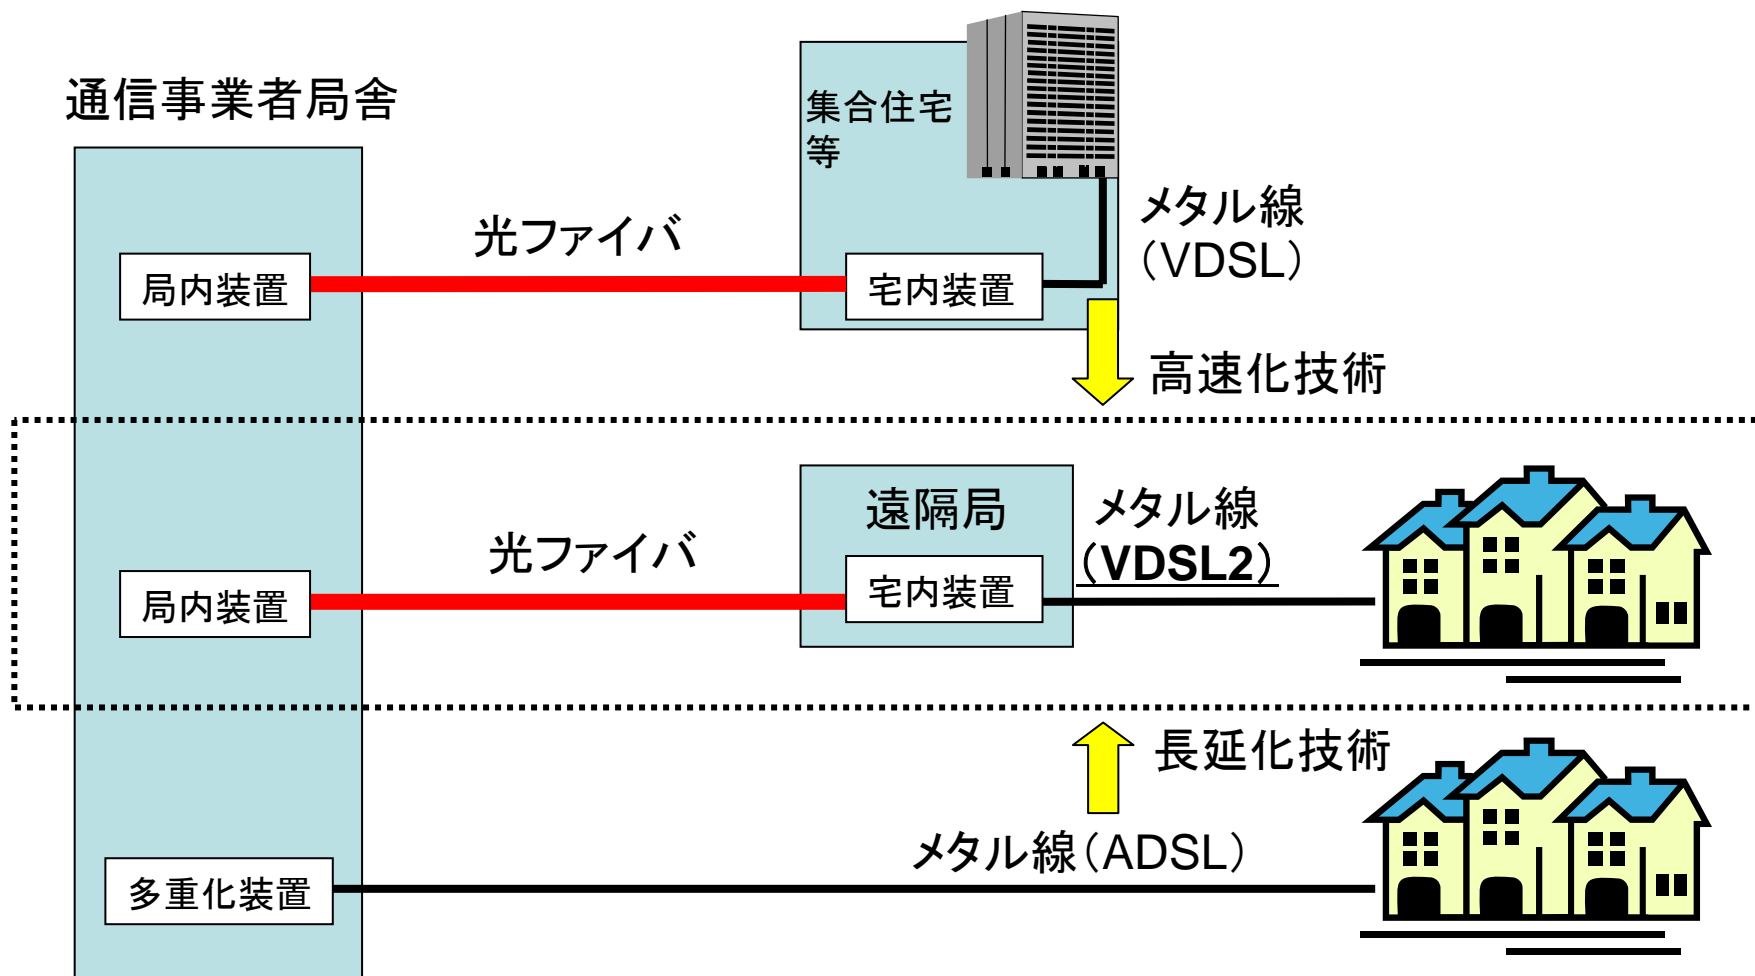 通信事業者局舎
集合住宅
等
光ファイバ
メタル線
（VDSL）
局内装置
宅内装置
高速化技術
遠隔局
メタル線
（VDSL2）
光ファイバ
局内装置
宅内装置
長延化技術
メタル線（ADSL）
多重化装置